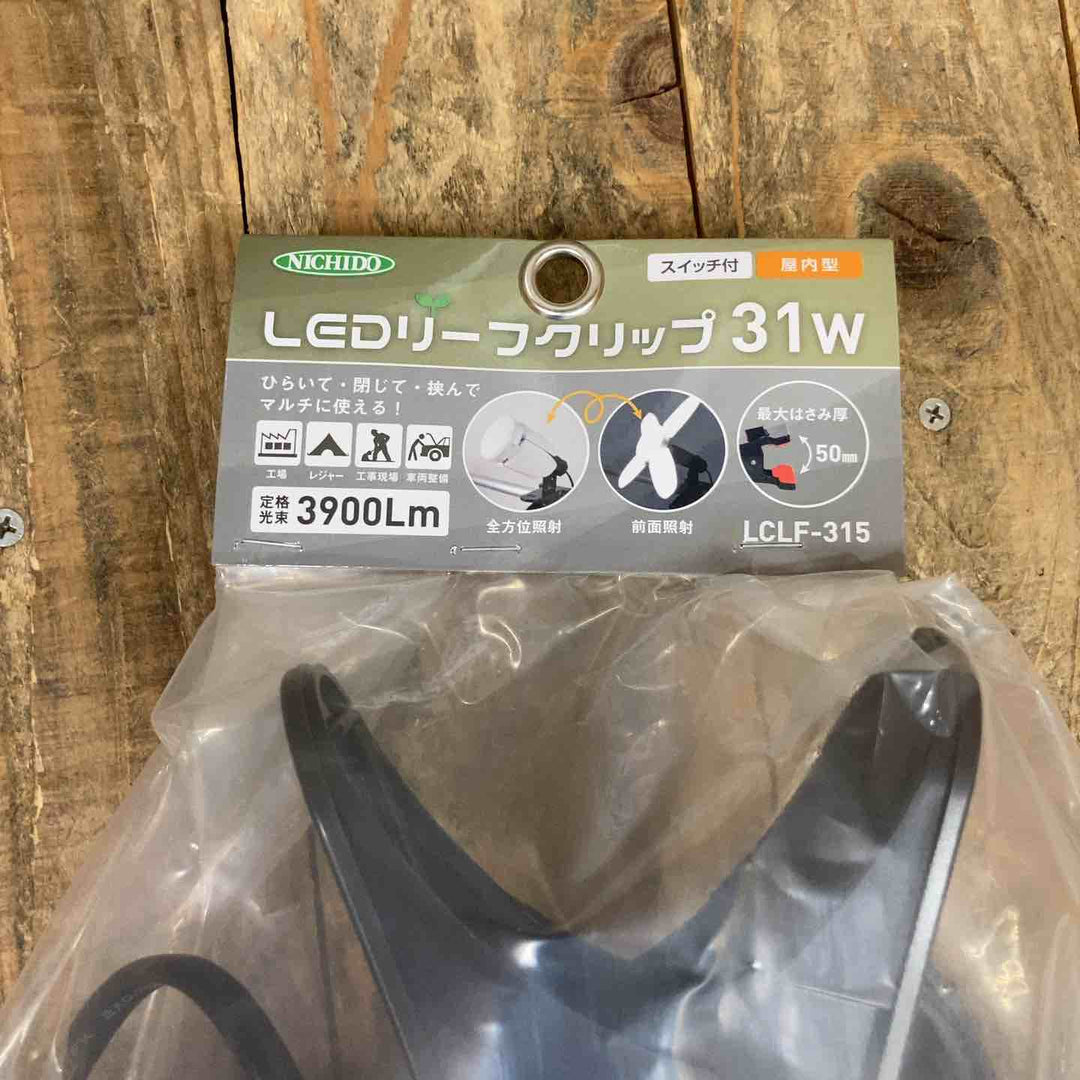 NICHIDO
スイッチ付
屋内型
LEDリーフクリップ 31W
ひらいて・閉じて・挟んで
マルチに使える！
工場
レジャー
工事現場
車両整備
定格
光束
3900Lm
全方位照射
前面照射
最大はさみ厚
50mm
LCLF-315